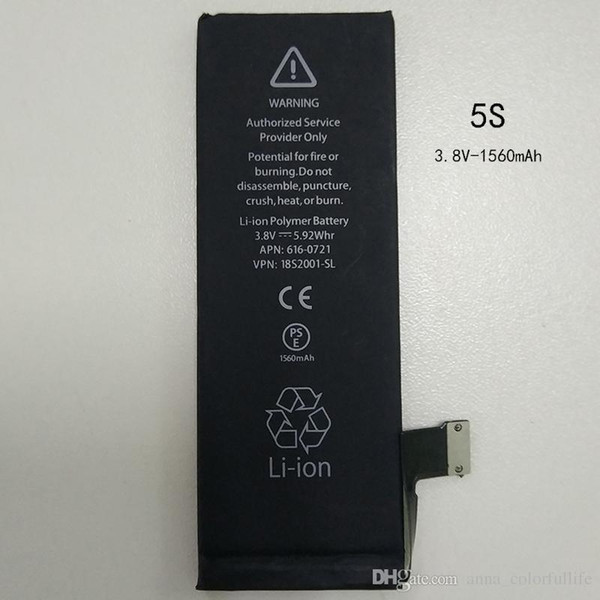 WARNING
Authorized Service
Provider Only
Potential for fire or
burning. Do not
disassemble, puncture,
crush, heat, or burn.
Li-ion Polymer Battery
3.8V ⎓ 5.92Whr
APN: 616-0721
VPN: 18S2001-SL
CE
PS
E
1560mAh
Li-ion
5S
3.8V-1560mAh
DHgate.com anna_colorfullife